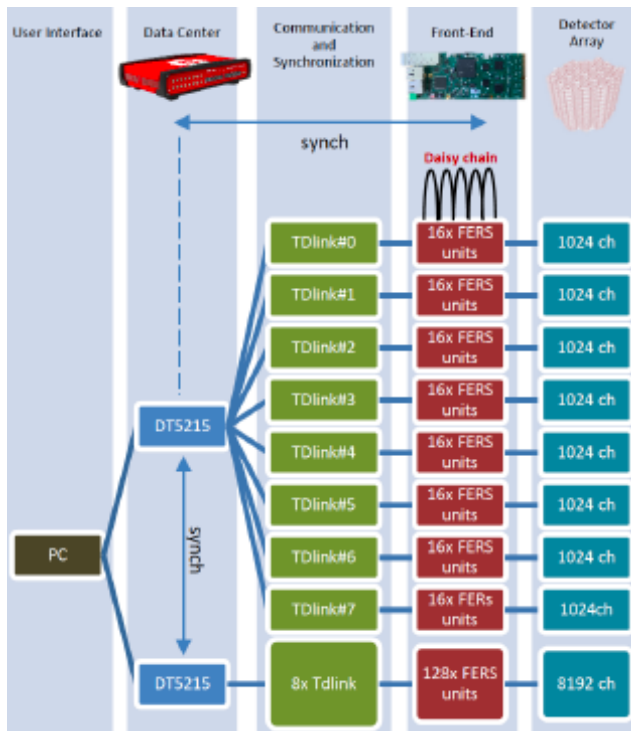 User Interface
Data Center
Communication
and
Synchronization
Front-End
Detector
Array
synch
Daisy chain
TDlink#0
16x FERS
units
1024 ch
TDlink#1
16x FERS
units
1024 ch
TDlink#2
16x FERS
units
1024 ch
TDlink#3
16x FERS
units
1024 ch
DT5215
TDlink#4
16x FERS
units
1024 ch
TDlink#5
16x FERS
units
1024 ch
synch
PC
TDlink#6
16x FERS
units
1024 ch
TDlink#7
16x FERs
units
1024ch
DT5215
8x Tdlink
128x FERS
units
8192 ch